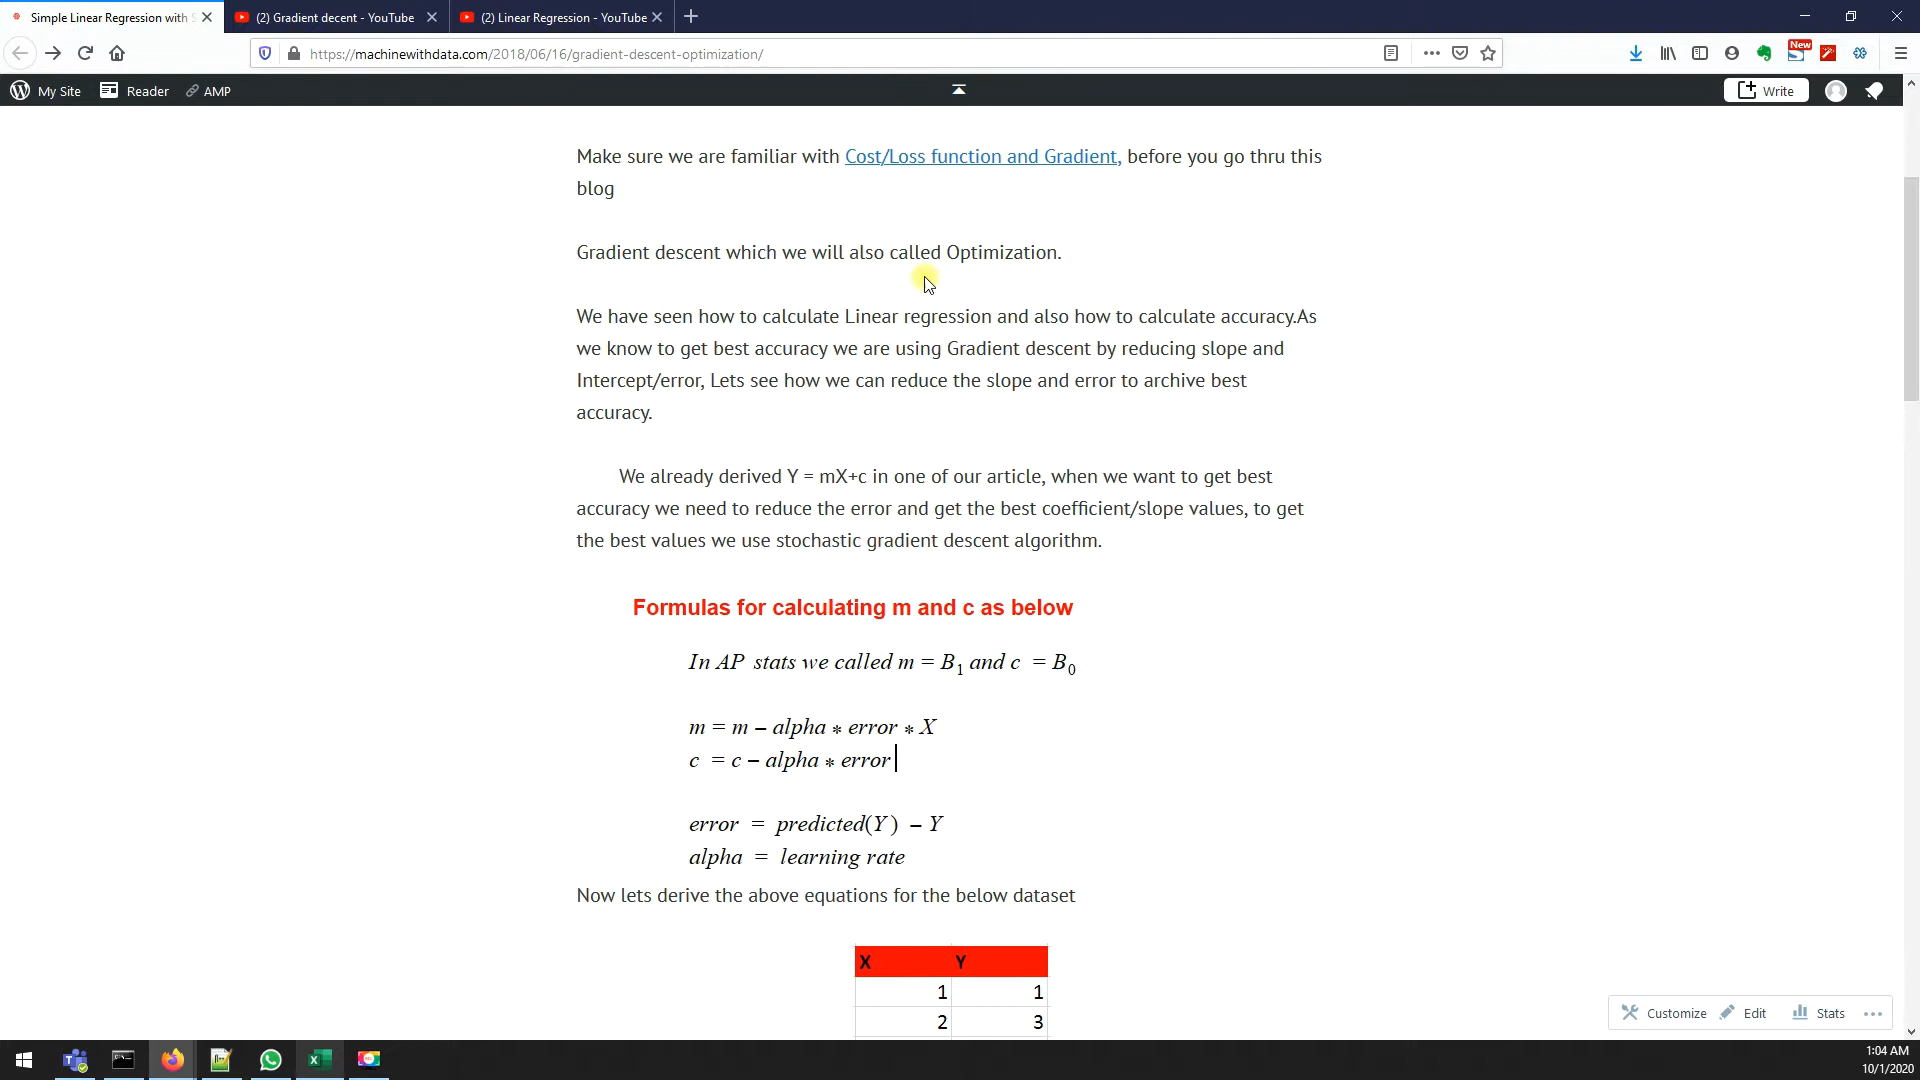 Simple Linear Regression with S
(2) Gradient decent - YouTube
(2) Linear Regression - YouTube
https://machinewithdata.com/2018/06/16/gradient-descent-optimization/
New
My Site
Reader
AMP
Write
Make sure we are familiar with Cost/Loss function and Gradient, before you go thru this
blog
Gradient descent which we will also called Optimization.
We have seen how to calculate Linear regression and also how to calculate accuracy.As
we know to get best accuracy we are using Gradient descent by reducing slope and
Intercept/error, Lets see how we can reduce the slope and error to archive best
accuracy.
We already derived Y = mX+c in one of our article, when we want to get best
accuracy we need to reduce the error and get the best coefficient/slope values, to get
the best values we use stochastic gradient descent algorithm.
Formulas for calculating m and c as below
In AP stats we called m = B₁ and c = B₀
m = m − alpha * error * X
c = c − alpha * error
error = predicted(Y) − Y
alpha = learning rate
Now lets derive the above equations for the below dataset
X Y
1 1
2 3
Customize Edit Stats
1:04 AM
10/1/2020